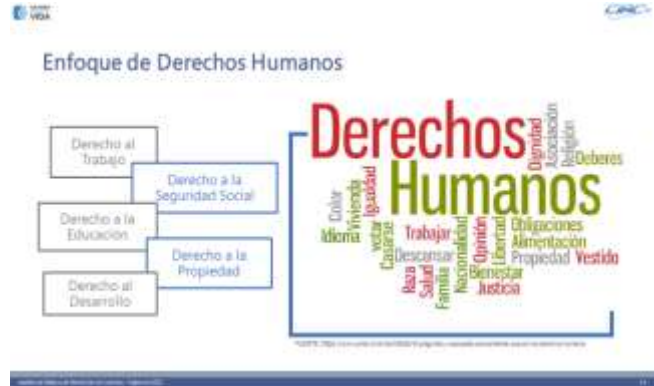 VIDA
Enfoque de Derechos Humanos
Derecho al
Trabajo
Derecho a la
Seguridad Social
Derecho a la
Educación
Derecho a la
Propiedad
Derecho al
Desarrollo
Derechos
Humanos
Dignidad
Asociación
Religión
Deberes
Color
Idioma
Vivienda
Igualdad
votar
Casarse
Trabajar
Descansar
Raza
Salud
Familia
Nacionalidad
Opinión
Libertad
Obligaciones
Alimentación
Propiedad
Vestido
Bienestar
Justicia